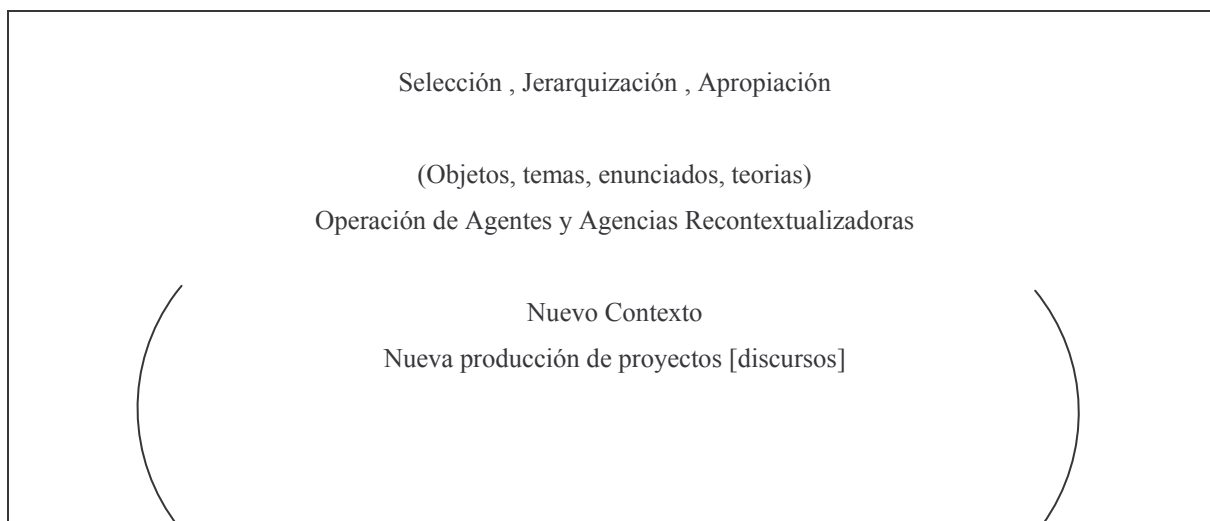 Selección , Jerarquización , Apropiación
(Objetos, temas, enunciados, teorias)
Operación de Agentes y Agencias Recontextualizadoras
Nuevo Contexto
Nueva producción de proyectos [discursos]